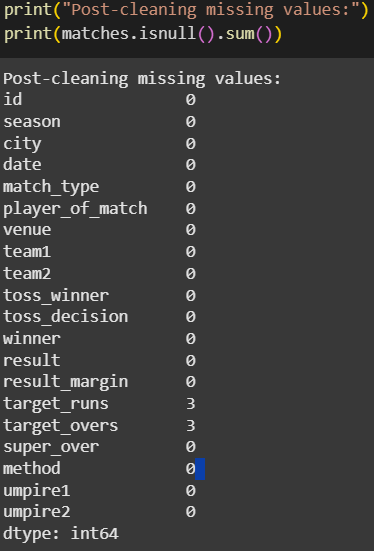 print("Post-cleaning missing values:")
print(matches.isnull().sum())
Post-cleaning missing values:
id 0
season 0
city 0
date 0
match_type 0
player_of_match 0
venue 0
team1 0
team2 0
toss_winner 0
toss_decision 0
winner 0
result 0
result_margin 0
target_runs 3
target_overs 3
super_over 0
method 0
umpire1 0
umpire2 0
dtype: int64